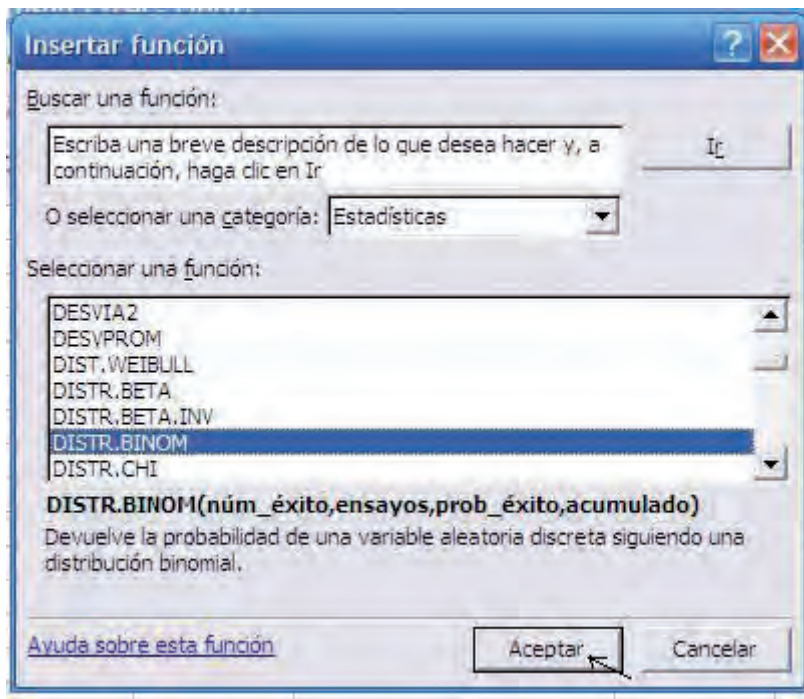 Insertar función
Buscar una función:
Escriba una breve descripción de lo que desea hacer y, a
continuación, haga clic en Ir
Ir
O seleccionar una categoría: Estadísticas
Seleccionar una función:
DESVIA2
DESVPROM
DIST.WEIBULL
DISTR.BETA
DISTR.BETA.INV
DISTR.BINOM
DISTR.CHI
DISTR.BINOM(núm_éxito,ensayos,prob_éxito,acumulado)
Devuelve la probabilidad de una variable aleatoria discreta siguiendo una
distribución binomial.
Ayuda sobre esta función
Aceptar
Cancelar